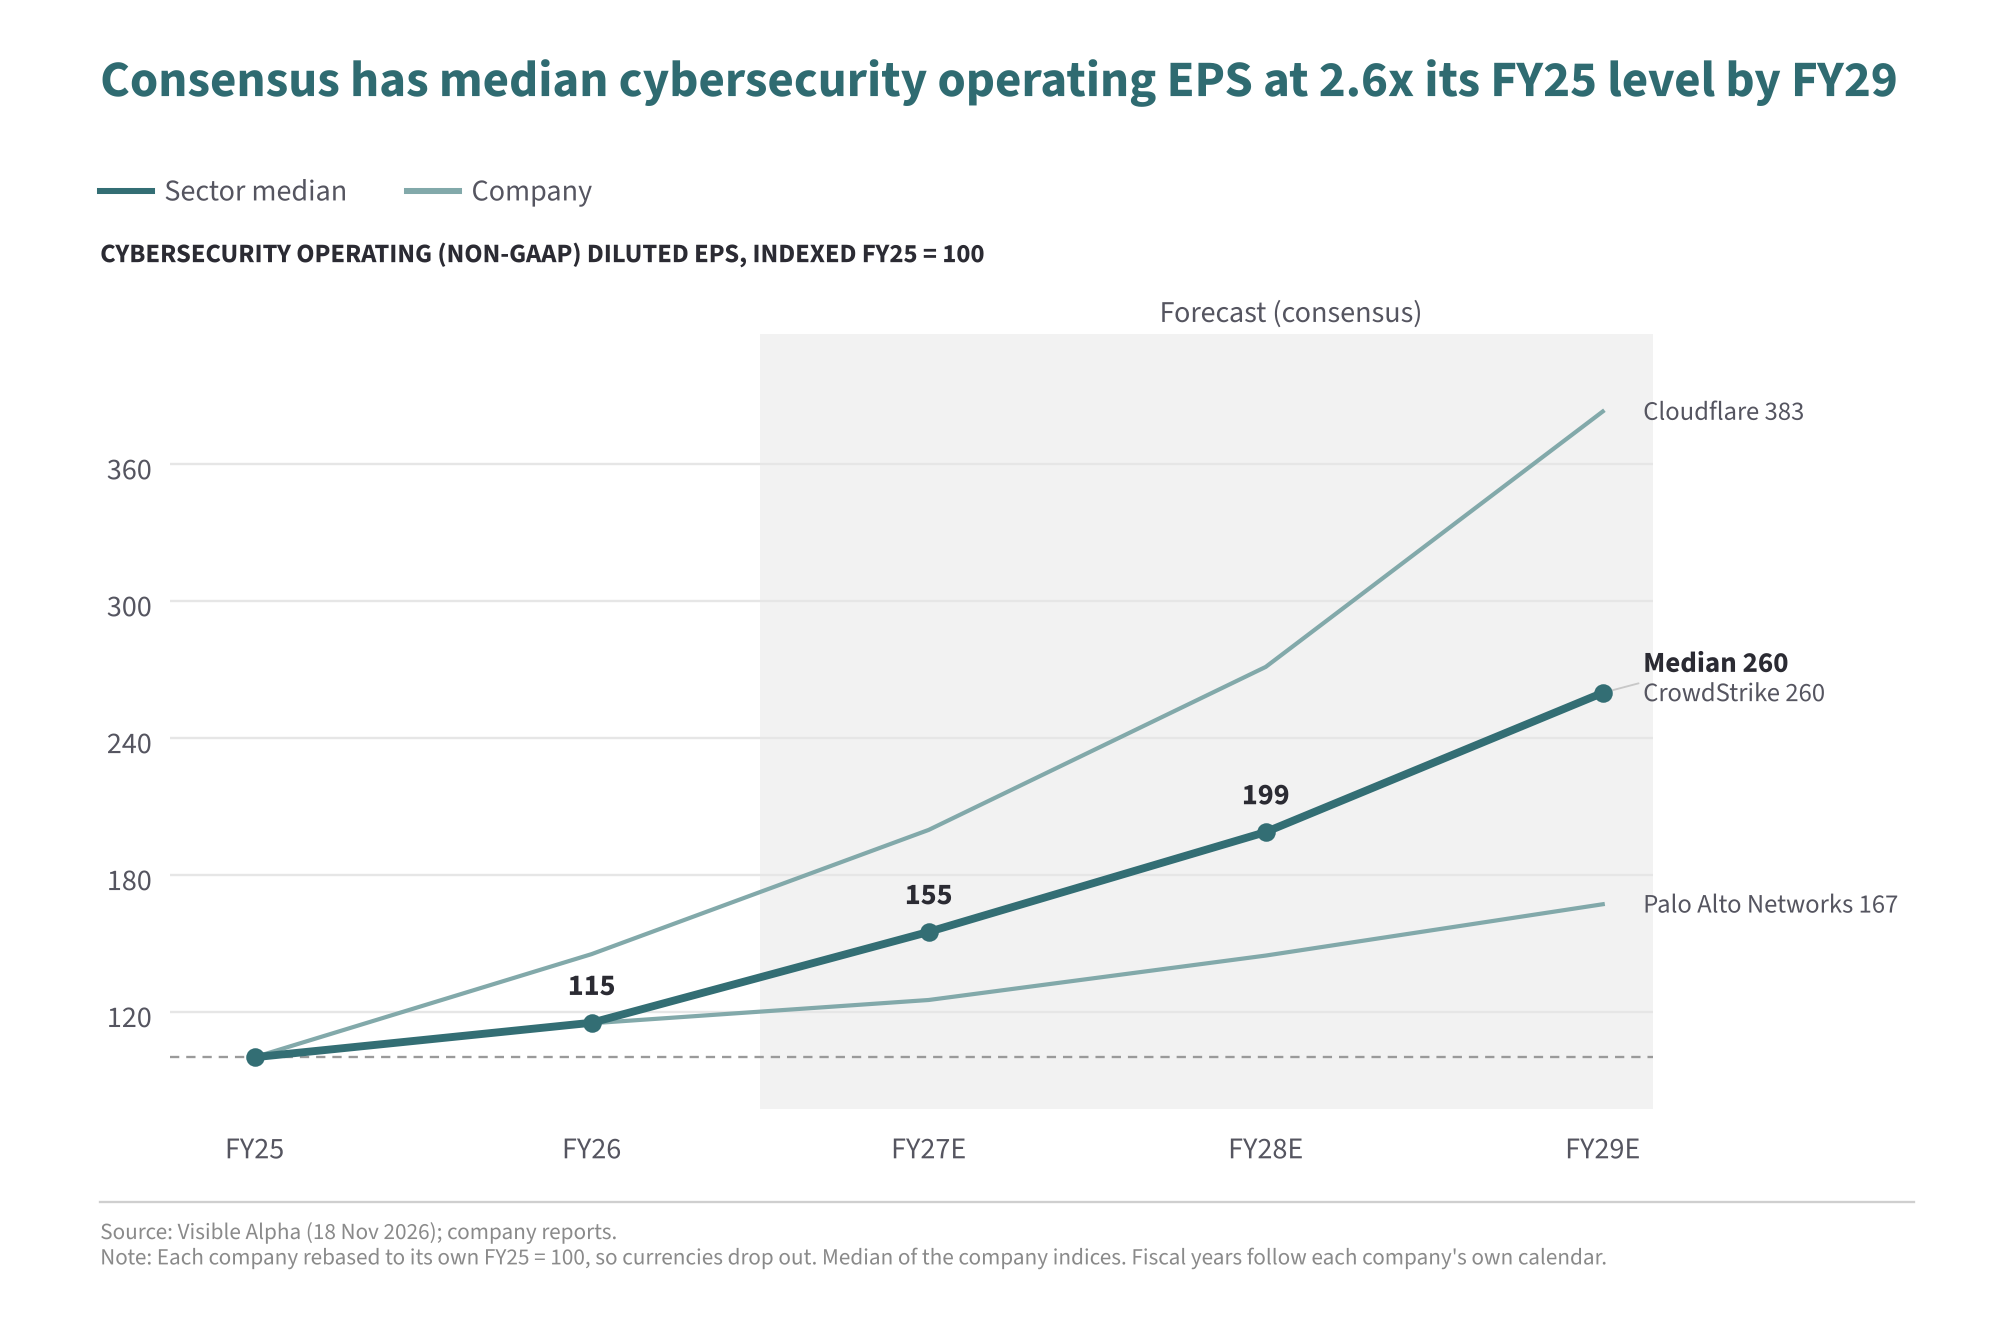 Consensus has median cybersecurity operating EPS at 2.6x its FY25 level by FY29
Sector median
Company
CYBERSECURITY OPERATING (NON-GAAP) DILUTED EPS, INDEXED FY25 = 100
Forecast (consensus)
Cloudflare 383
360
300
Median 260
CrowdStrike 260
240
199
180
155
Palo Alto Networks 167
115
120
FY25
FY26
FY27E
FY28E
FY29E
Source: Visible Alpha (18 Nov 2026); company reports.
Note: Each company rebased to its own FY25 = 100, so currencies drop out. Median of the company indices. Fiscal years follow each company's own calendar.